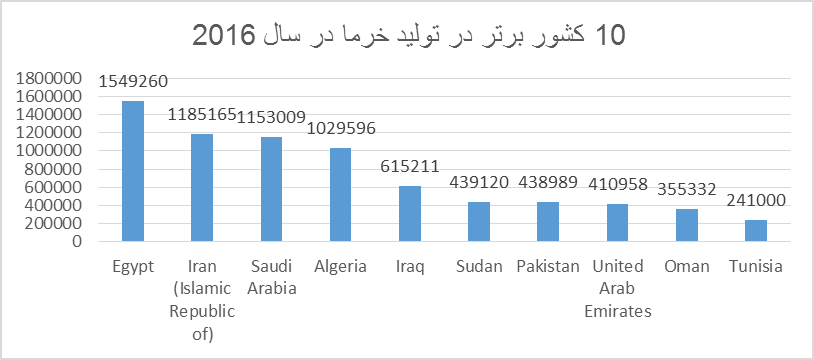 10 کشور برتر در تولید خرما در سال 2016
1800000
1600000
1400000
1200000
1000000
800000
600000
400000
200000
0
1549260
1185165
1153009
1029596
615211
439120
438989
410958
355332
241000
Egypt
Iran
(Islamic
Republic
of)
Saudi
Arabia
Algeria
Iraq
Sudan
Pakistan
United
Arab
Emirates
Oman
Tunisia